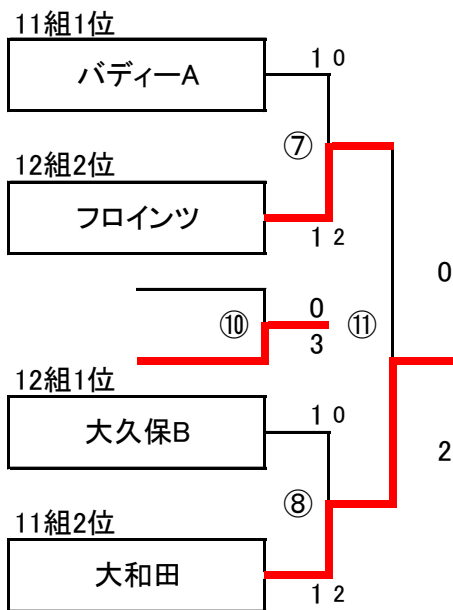 11組1位
バディーA
1 0
⑦
12組2位
フロインツ
1 2
0
⑩
0
⑪
3
12組1位
大久保B
1 0
2
⑧
11組2位
大和田
1 2